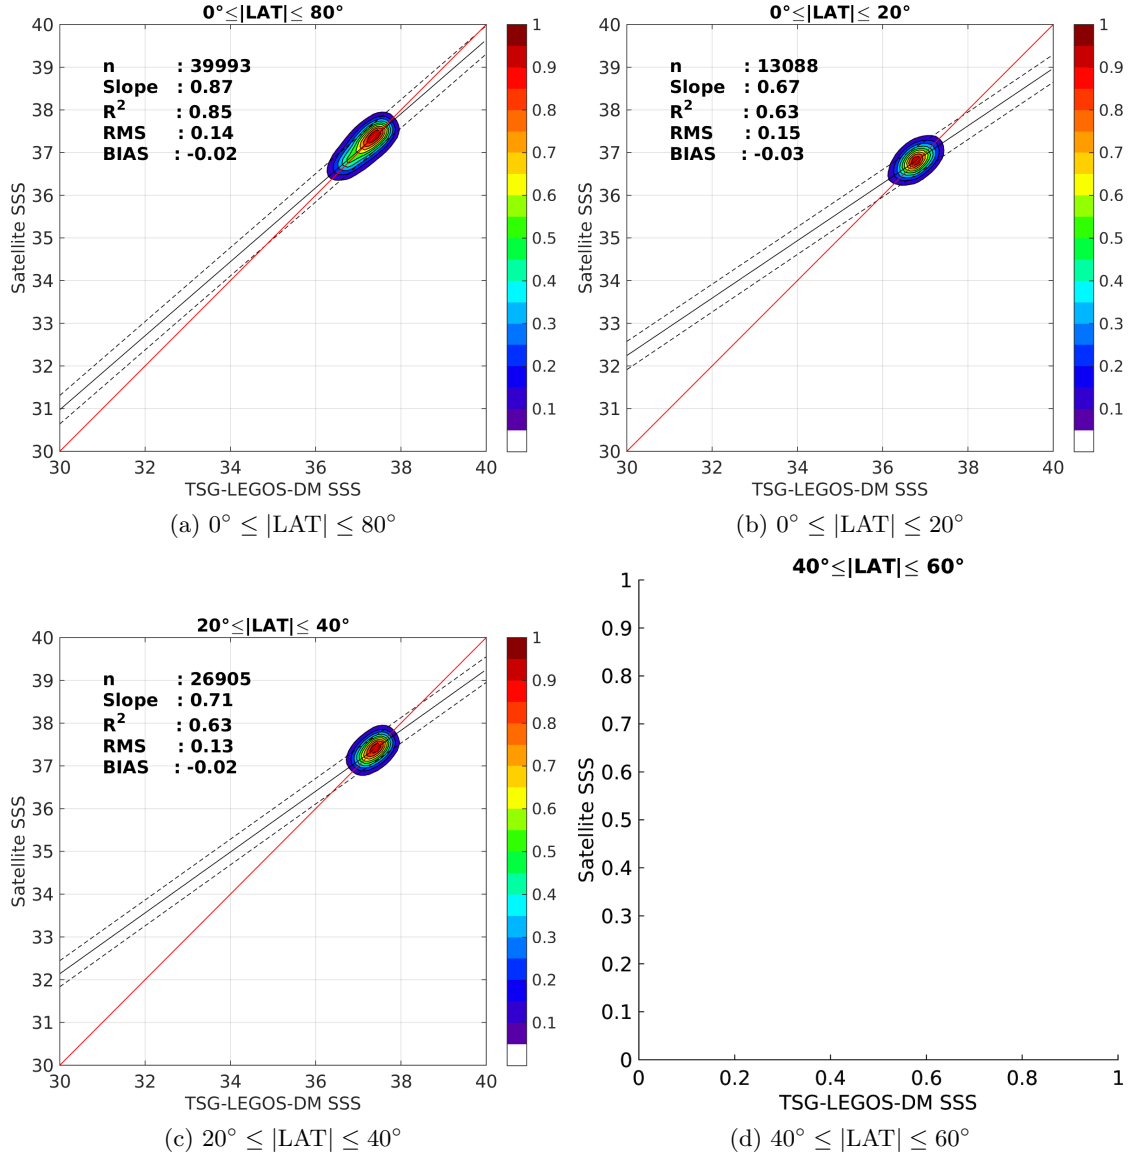 0°≤|LAT|≤ 80°
n : 39993
Slope : 0.87
R² : 0.85
RMS : 0.14
BIAS : -0.02
40
39
38
37
36
35
34
33
32
31
30
Satellite SSS
30 32 34 36 38 40
TSG-LEGOS-DM SSS
1
0.9
0.8
0.7
0.6
0.5
0.4
0.3
0.2
0.1
(a) 0° ≤ |LAT| ≤ 80°
0°≤|LAT|≤ 20°
n : 13088
Slope : 0.67
R² : 0.63
RMS : 0.15
BIAS : -0.03
40
39
38
37
36
35
34
33
32
31
30
Satellite SSS
30 32 34 36 38 40
TSG-LEGOS-DM SSS
1
0.9
0.8
0.7
0.6
0.5
0.4
0.3
0.2
0.1
(b) 0° ≤ |LAT| ≤ 20°
20°≤|LAT|≤ 40°
n : 26905
Slope : 0.71
R² : 0.63
RMS : 0.13
BIAS : -0.02
40
39
38
37
36
35
34
33
32
31
30
Satellite SSS
30 32 34 36 38 40
TSG-LEGOS-DM SSS
1
0.9
0.8
0.7
0.6
0.5
0.4
0.3
0.2
0.1
(c) 20° ≤ |LAT| ≤ 40°
40°≤|LAT|≤ 60°
1
0.9
0.8
0.7
0.6
0.5
0.4
0.3
0.2
0.1
0
Satellite SSS
0 0.2 0.4 0.6 0.8 1
TSG-LEGOS-DM SSS
(d) 40° ≤ |LAT| ≤ 60°